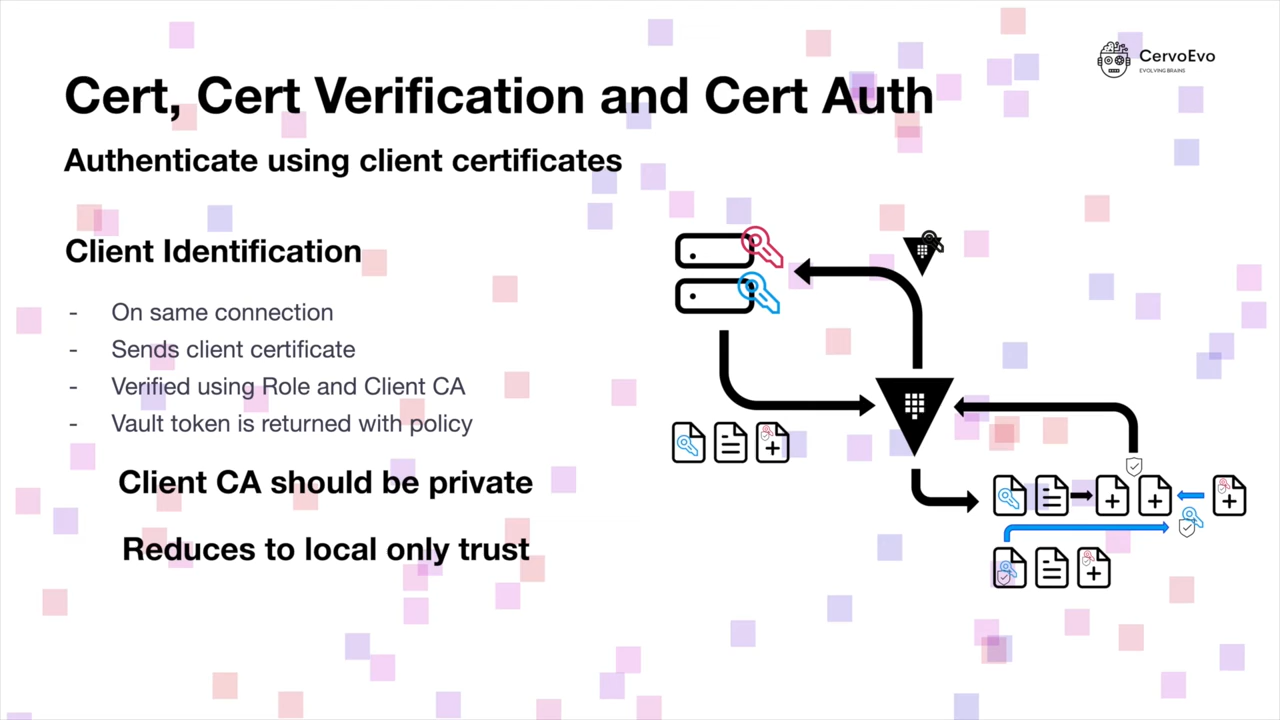 CervoEvo
EVOLVING BRAINS
Cert, Cert Verification and Cert Auth
Authenticate using client certificates
Client Identification
- On same connection
- Sends client certificate
- Verified using Role and Client CA
- Vault token is returned with policy
Client CA should be private
Reduces to local only trust